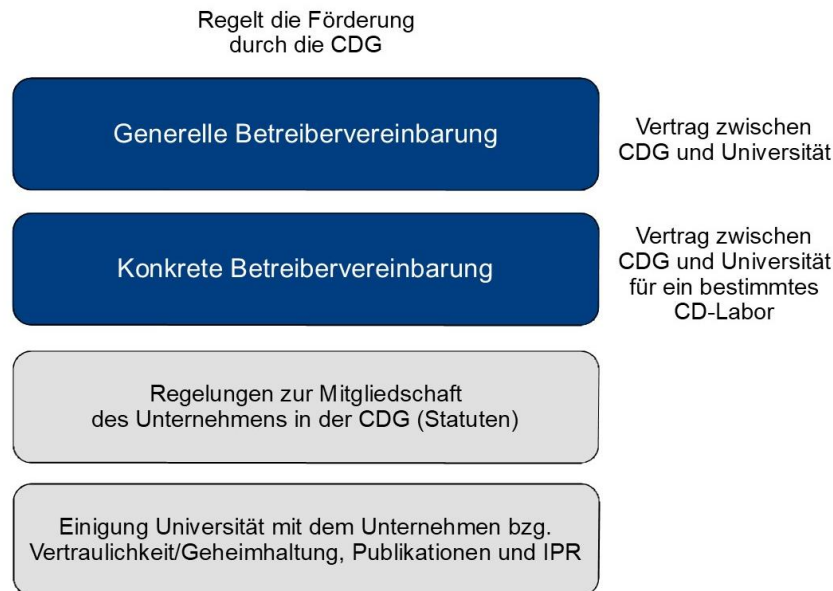 Regelt die Förderung
durch die CDG
Generelle Betreibervereinbarung
Vertrag zwischen
CDG und Universität
Konkrete Betreibervereinbarung
Vertrag zwischen
CDG und Universität
für ein bestimmtes
CD-Labor
Regelungen zur Mitgliedschaft
des Unternehmens in der CDG (Statuten)
Einigung Universität mit dem Unternehmen bzg.
Vertraulichkeit/Geheimhaltung, Publikationen und IPR